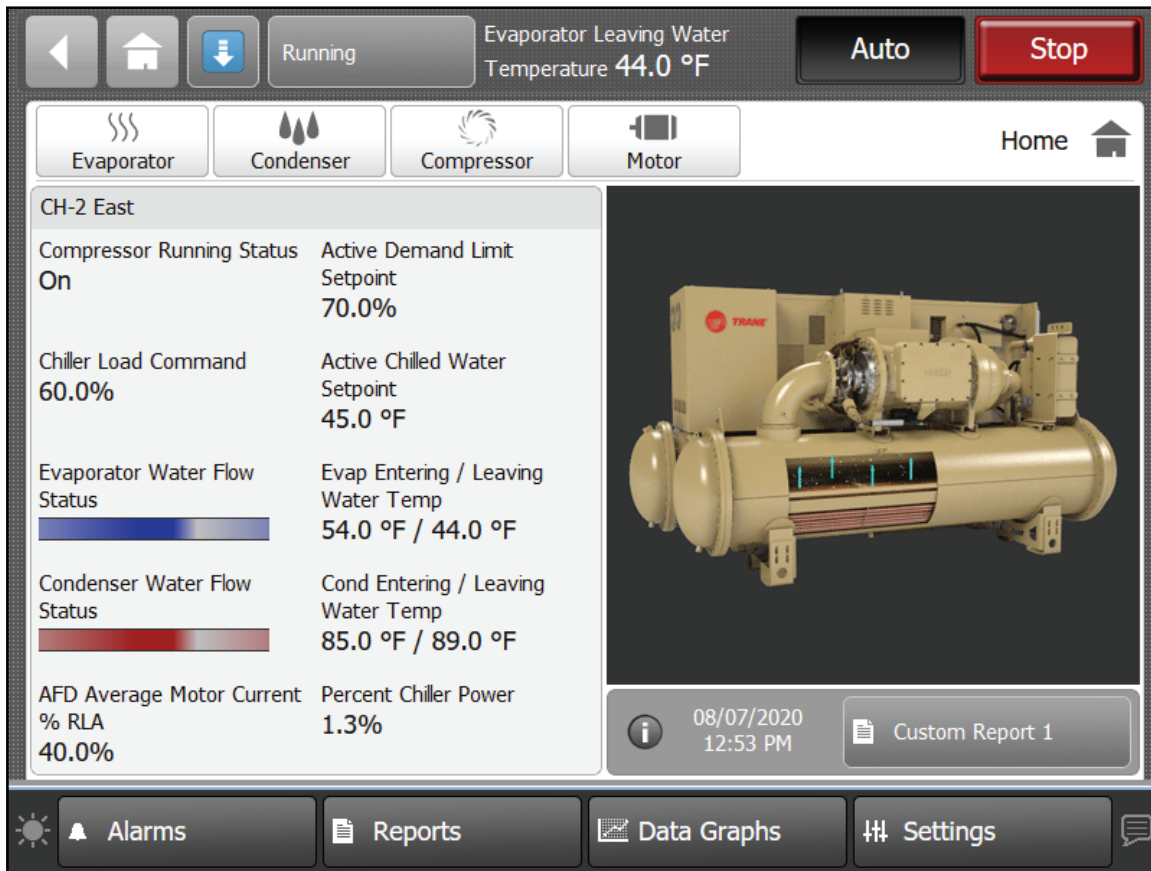 Running
Evaporator Leaving Water
Temperature 44.0 °F
Auto
Stop
Evaporator
Condenser
Compressor
Motor
Home
CH-2 East
Compressor Running Status
On
Active Demand Limit
Setpoint
70.0%
Chiller Load Command
60.0%
Active Chilled Water
Setpoint
45.0 °F
Evaporator Water Flow
Status
Evap Entering / Leaving
Water Temp
54.0 °F / 44.0 °F
Condenser Water Flow
Status
Cond Entering / Leaving
Water Temp
85.0 °F / 89.0 °F
AFD Average Motor Current
% RLA
40.0%
Percent Chiller Power
1.3%
TRANE
08/07/2020
12:53 PM
Custom Report 1
Alarms
Reports
Data Graphs
Settings